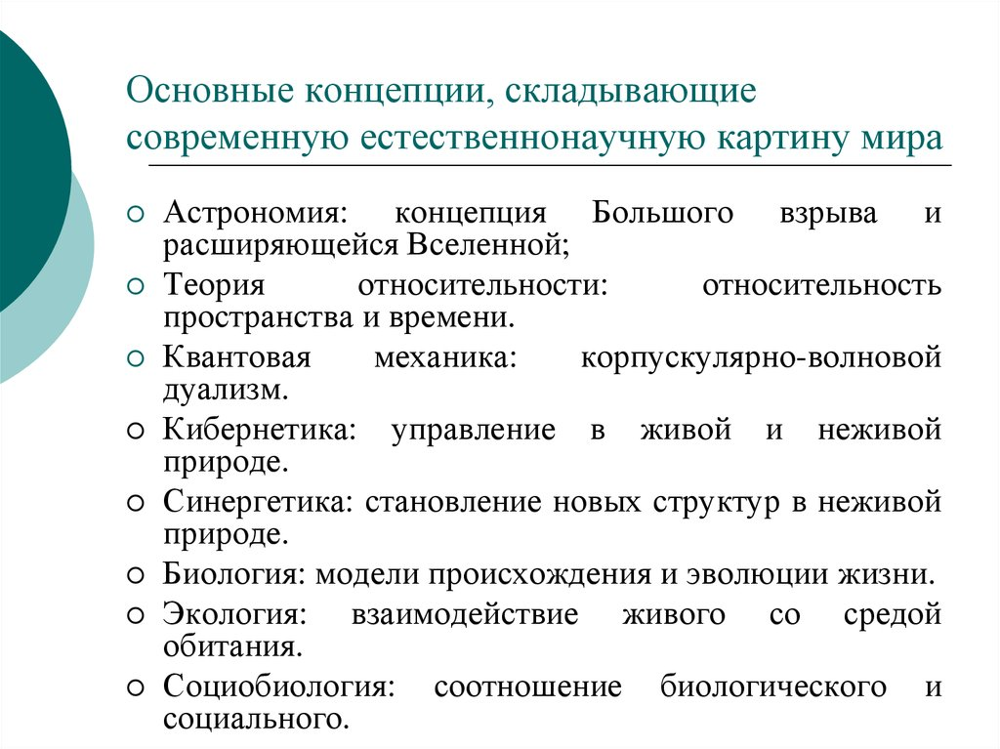 Основные концепции, складывающие
современную естественнонаучную картину мира
Астрономия: концепция Большого взрыва и
расширяющейся Вселенной;
Теория относительности: относительность
пространства и времени.
Квантовая механика: корпускулярно-волновой
дуализм.
Кибернетика: управление в живой и неживой
природе.
Синергетика: становление новых структур в неживой
природе.
Биология: модели происхождения и эволюции жизни.
Экология: взаимодействие живого со средой
обитания.
Социобиология: соотношение биологического и
социального.